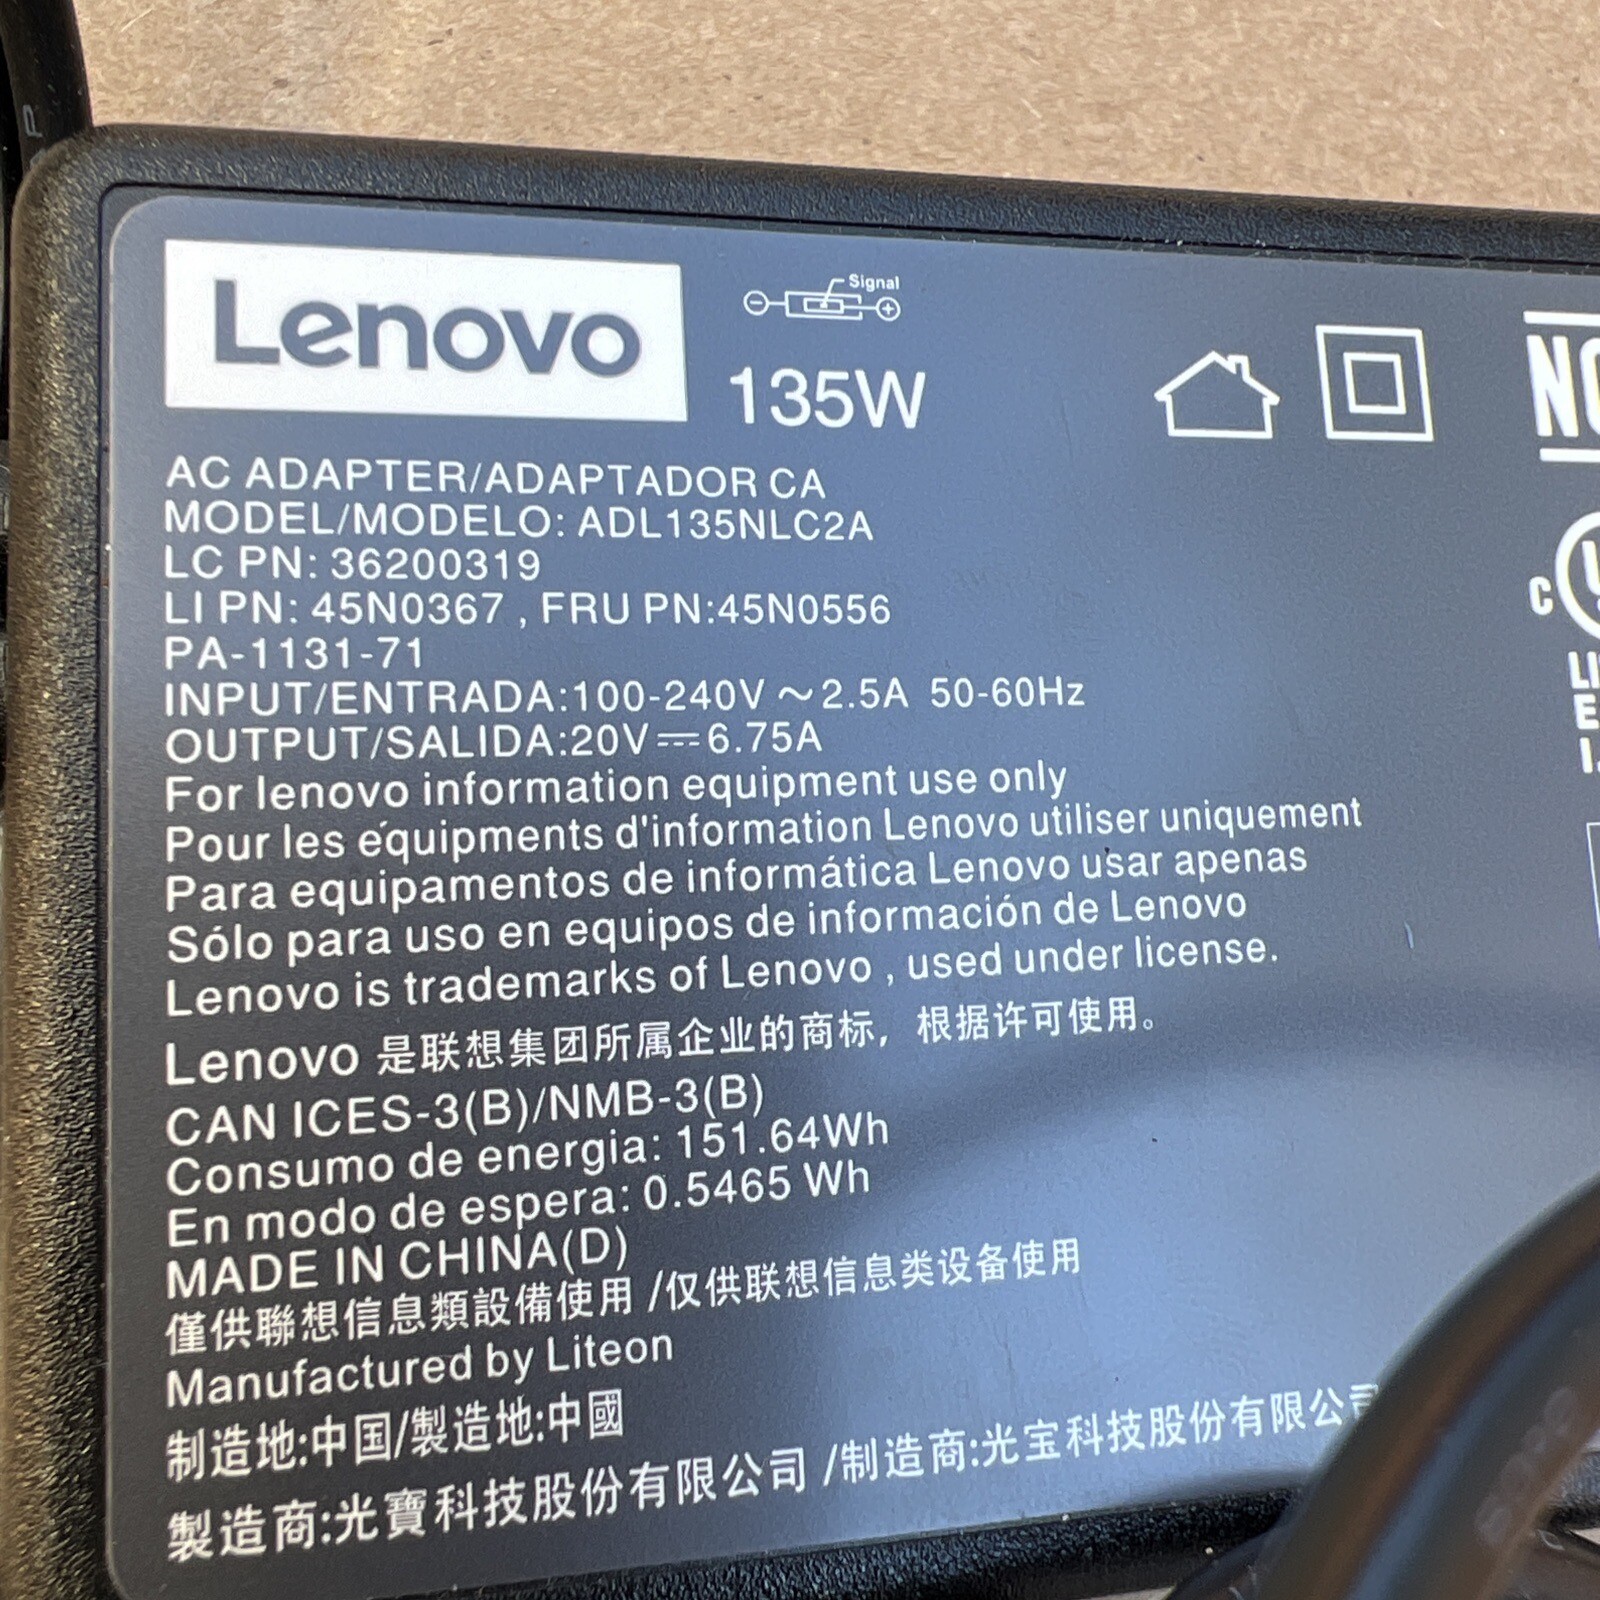 Lenovo
Signal
135W
AC ADAPTER/ADAPTADOR CA
MODEL/MODELO: ADL135NLC2A
LC PN: 36200319
LI PN: 45N0367 , FRU PN:45N0556
PA-1131-71
INPUT/ENTRADA:100-240V ~2.5A 50-60Hz
OUTPUT/SALIDA:20V⎓6.75A
For lenovo information equipment use only
Pour les équipments d'information Lenovo utiliser uniquement
Para equipamentos de informática Lenovo usar apenas
Sólo para uso en equipos de información de Lenovo
Lenovo is trademarks of Lenovo , used under license.
Lenovo 是联想集团所属企业的商标，根据许可使用。
CAN ICES-3(B)/NMB-3(B)
Consumo de energia: 151.64Wh
En modo de espera: 0.5465 Wh
MADE IN CHINA(D)
僅供聯想信息類設備使用 /仅供联想信息类设备使用
Manufactured by Liteon
制造地:中国/製造地:中國
製造商:光寶科技股份有限公司 /制造商:光宝科技股份有限公司